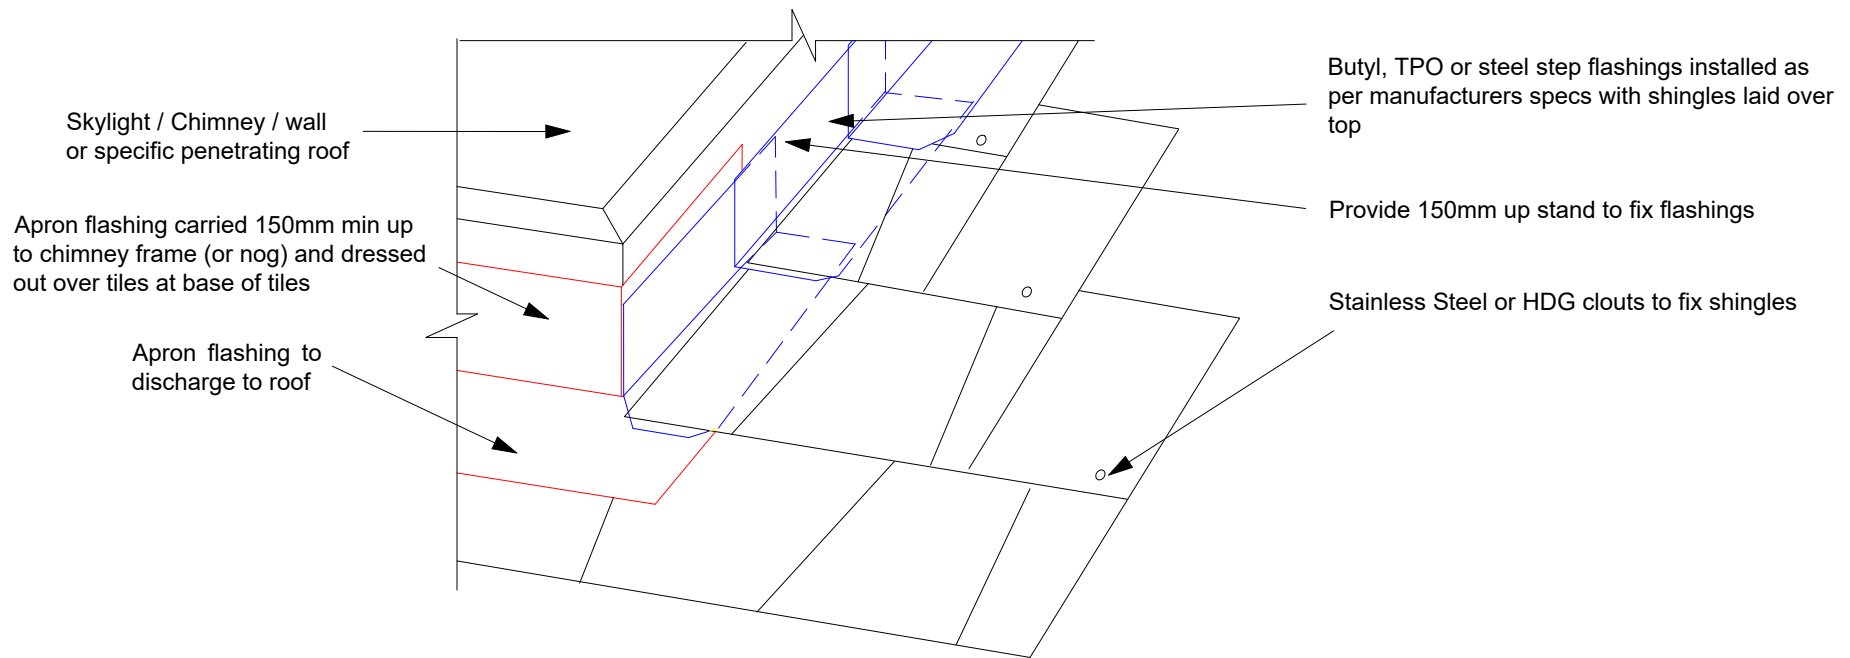 Skylight / Chimney / wall
or specific penetrating roof
Apron flashing carried 150mm min up
to chimney frame (or nog) and dressed
out over tiles at base of tiles
Apron flashing to
discharge to roof
Butyl, TPO or steel step flashings installed as
per manufacturers specs with shingles laid over
top
Provide 150mm up stand to fix flashings
Stainless Steel or HDG clouts to fix shingles